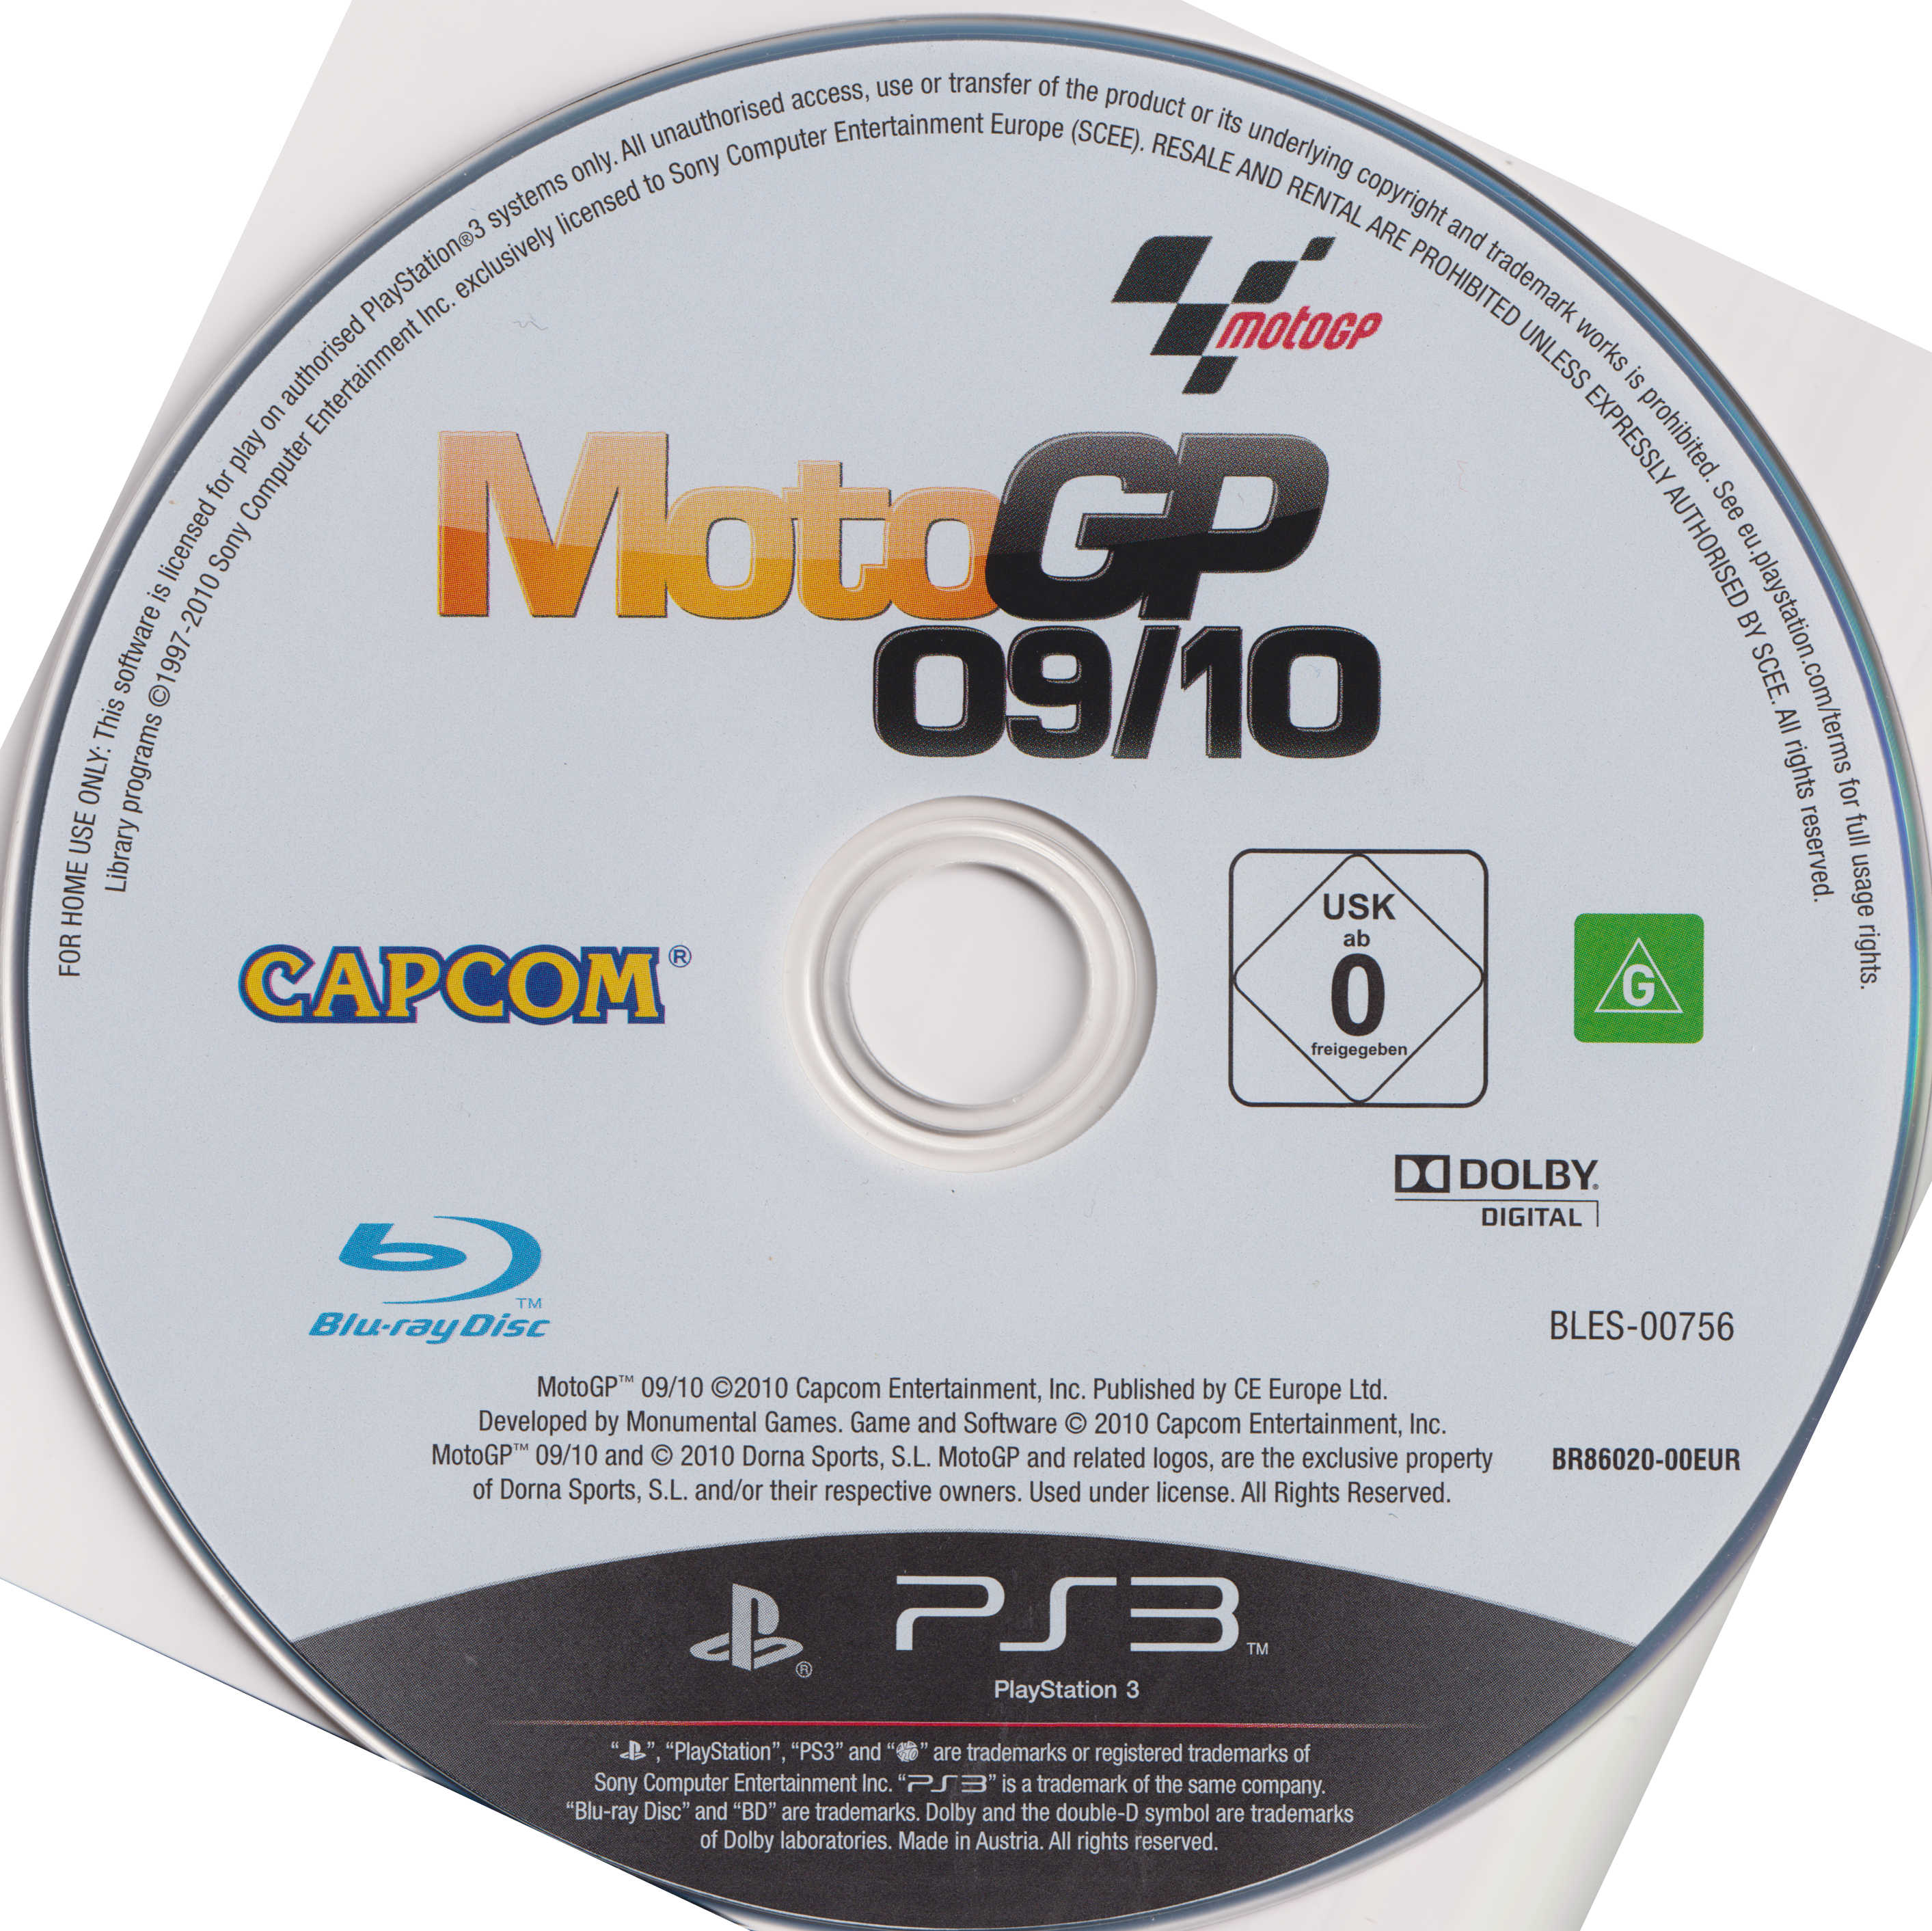 FOR HOME USE ONLY: This software is licensed for play on authorised PlayStation®3 systems only. All unauthorised access, use or transfer of the product or its underlying copyright and trademark works is prohibited. See eu.playstation.com/terms for full usage rights.
Library programs ©1997-2010 Sony Computer Entertainment Inc. exclusively licensed to Sony Computer Entertainment Europe (SCEE). RESALE AND RENTAL ARE PROHIBITED UNLESS EXPRESSLY AUTHORISED BY SCEE. All rights reserved.
motoGP
MotoGP
09/10
CAPCOM®
USK
ab
0
freigegeben
G
DOLBY®
DIGITAL
Blu-ray Disc™
BLES-00756
MotoGP™ 09/10 ©2010 Capcom Entertainment, Inc. Published by CE Europe Ltd.
Developed by Monumental Games. Game and Software © 2010 Capcom Entertainment, Inc.
MotoGP™ 09/10 and © 2010 Dorna Sports, S.L. MotoGP and related logos, are the exclusive property
of Dorna Sports, S.L. and/or their respective owners. Used under license. All Rights Reserved.
BR86020-00EUR
® PS3™
PlayStation 3
“ ”, “PlayStation”, “PS3” and “ ” are trademarks or registered trademarks of
Sony Computer Entertainment Inc. “PS3” is a trademark of the same company.
“Blu-ray Disc” and “BD” are trademarks. Dolby and the double-D symbol are trademarks
of Dolby laboratories. Made in Austria. All rights reserved.